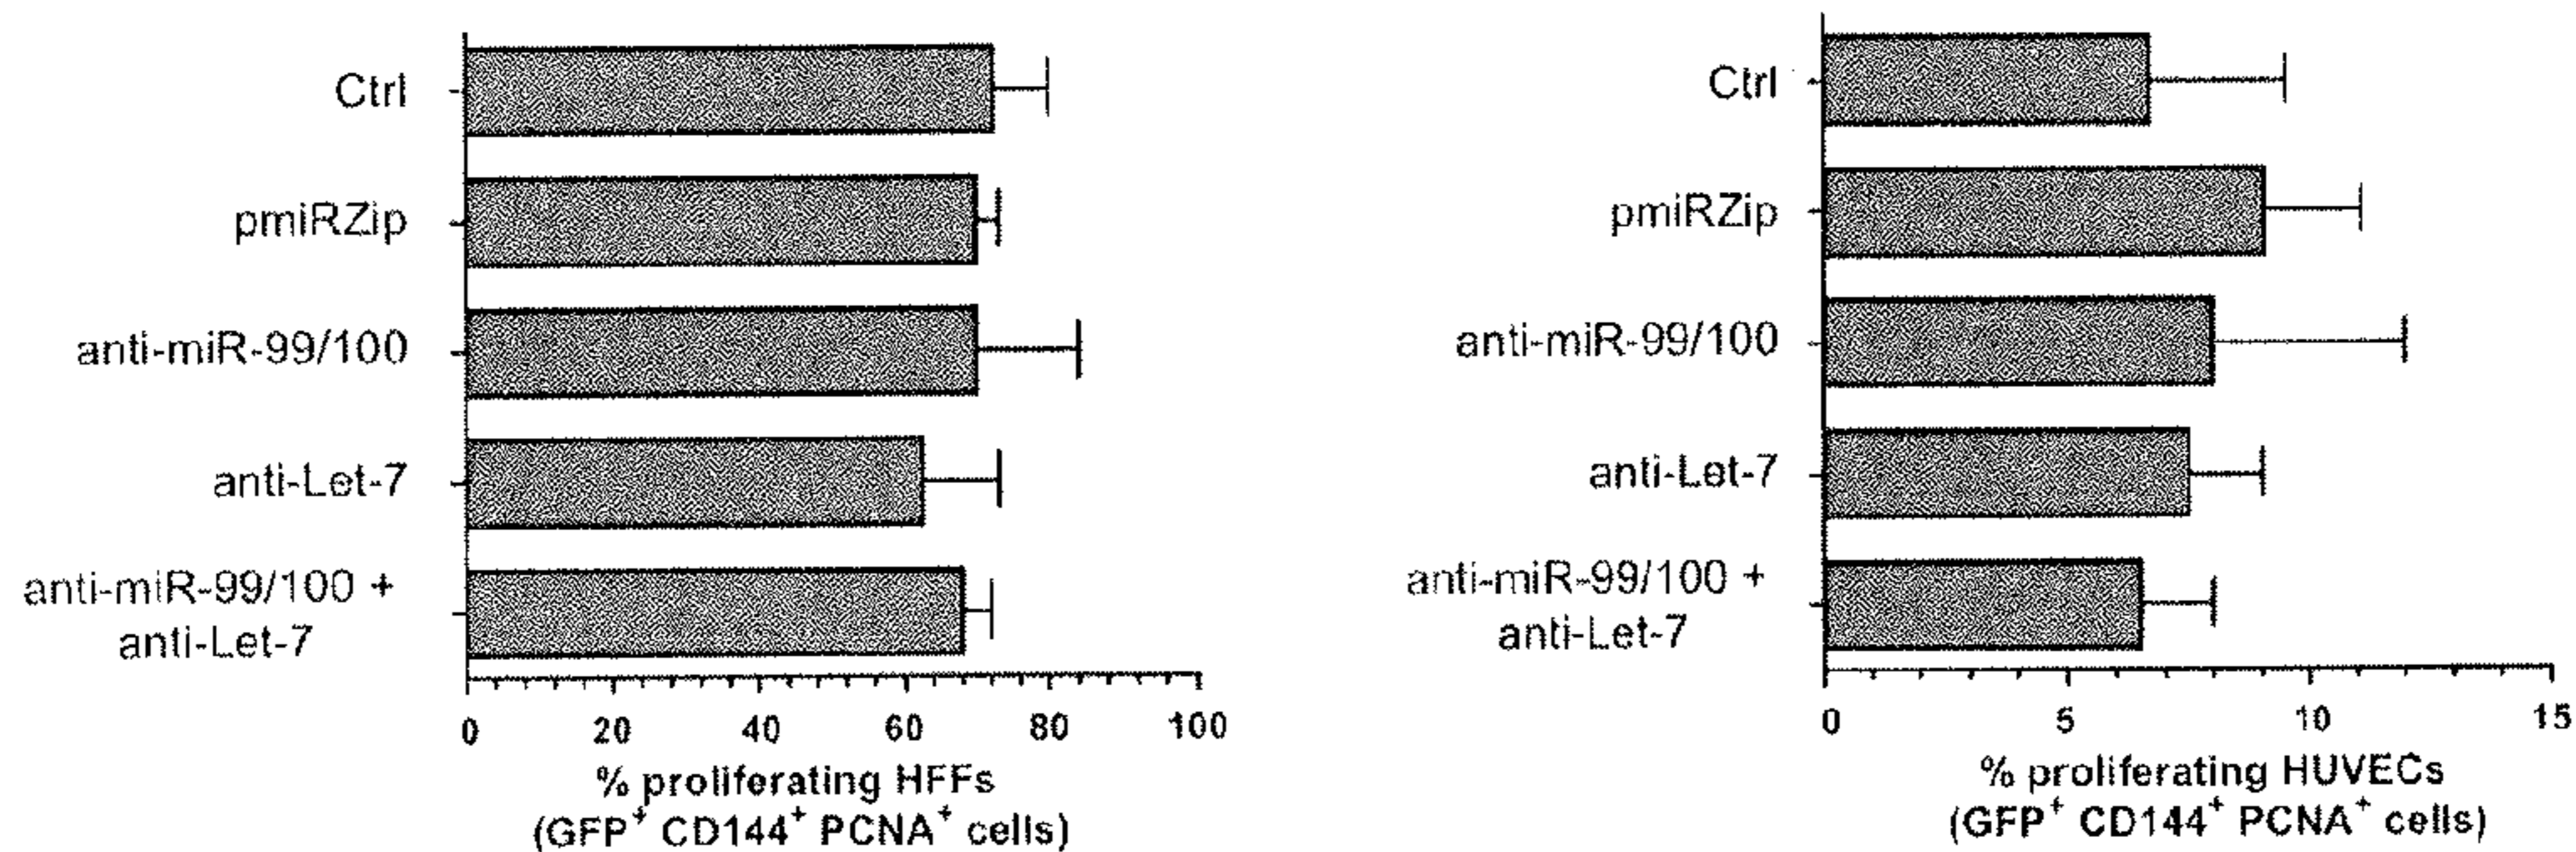 Ctrl
pmiRZip
anti-miR-99/100
anti-Let-7
anti-miR-99/100 +
anti-Let-7
0 20 40 60 80 100
% proliferating HFFs
(GFP⁺ CD144⁺ PCNA⁺ cells)
Ctrl
pmiRZip
anti-miR-99/100
anti-Let-7
anti-miR-99/100 +
anti-Let-7
0 5 10 15
% proliferating HUVECs
(GFP⁺ CD144⁺ PCNA⁺ cells)